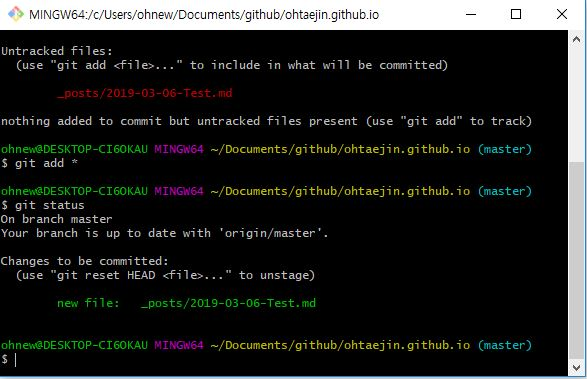 MINGW64:/c/Users/ohnew/Documents/github/ohtaejin.github.io
Untracked files:
  (use "git add <file>..." to include in what will be committed)
        _posts/2019-03-06-Test.md
nothing added to commit but untracked files present (use "git add" to track)
ohnew@DESKTOP-CI6OKAU MINGW64 ~/Documents/github/ohtaejin.github.io (master)
$ git add *
ohnew@DESKTOP-CI6OKAU MINGW64 ~/Documents/github/ohtaejin.github.io (master)
$ git status
On branch master
Your branch is up to date with 'origin/master'.
Changes to be committed:
  (use "git reset HEAD <file>..." to unstage)
        new file:   _posts/2019-03-06-Test.md
ohnew@DESKTOP-CI6OKAU MINGW64 ~/Documents/github/ohtaejin.github.io (master)
$